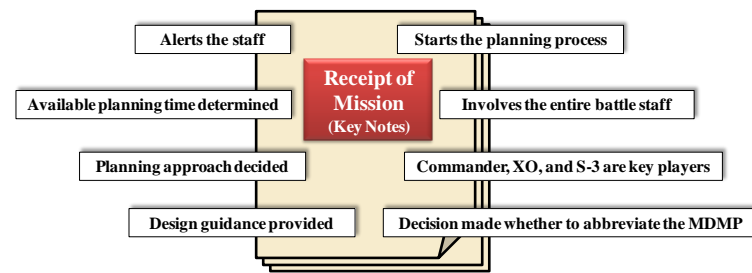 Alerts the staff
Starts the planning process
Receipt of
Mission
(Key Notes)
Available planning time determined
Involves the entire battle staff
Planning approach decided
Commander, XO, and S-3 are key players
Design guidance provided
Decision made whether to abbreviate the MDMP